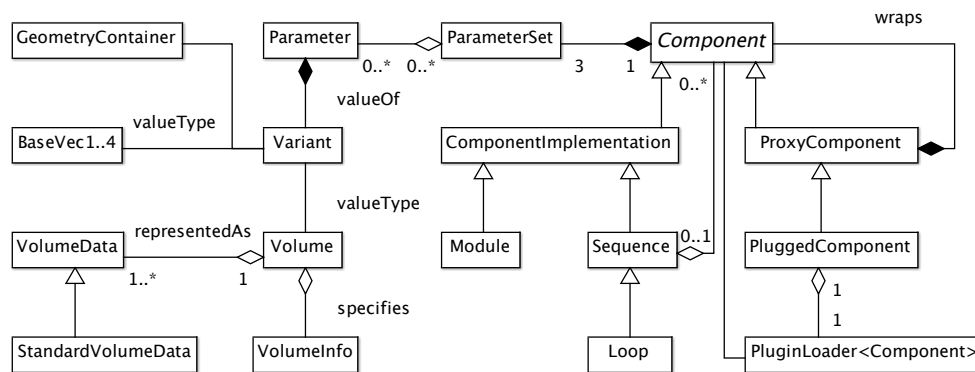 wraps
GeometryContainer
Parameter
ParameterSet
Component
0..*
0..*
3
1
0..*
valueOf
valueType
BaseVec1..4
Variant
ComponentImplementation
ProxyComponent
valueType
representedAs
VolumeData
Volume
Module
Sequence
0..1
PluggedComponent
1..*
1
1
specifies
1
StandardVolumeData
VolumeInfo
Loop
PluginLoader<Component>